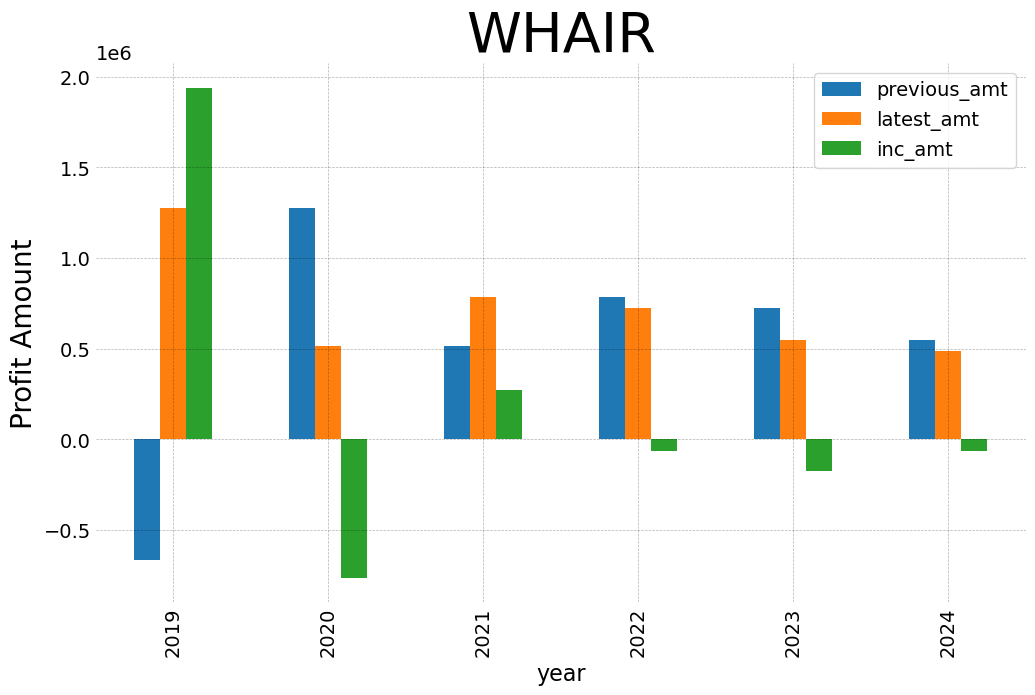 WHAIR
1e6
2.0
1.5
1.0
0.5
0.0
−0.5
Profit Amount
previous_amt
latest_amt
inc_amt
2019
2020
2021
2022
2023
2024
year